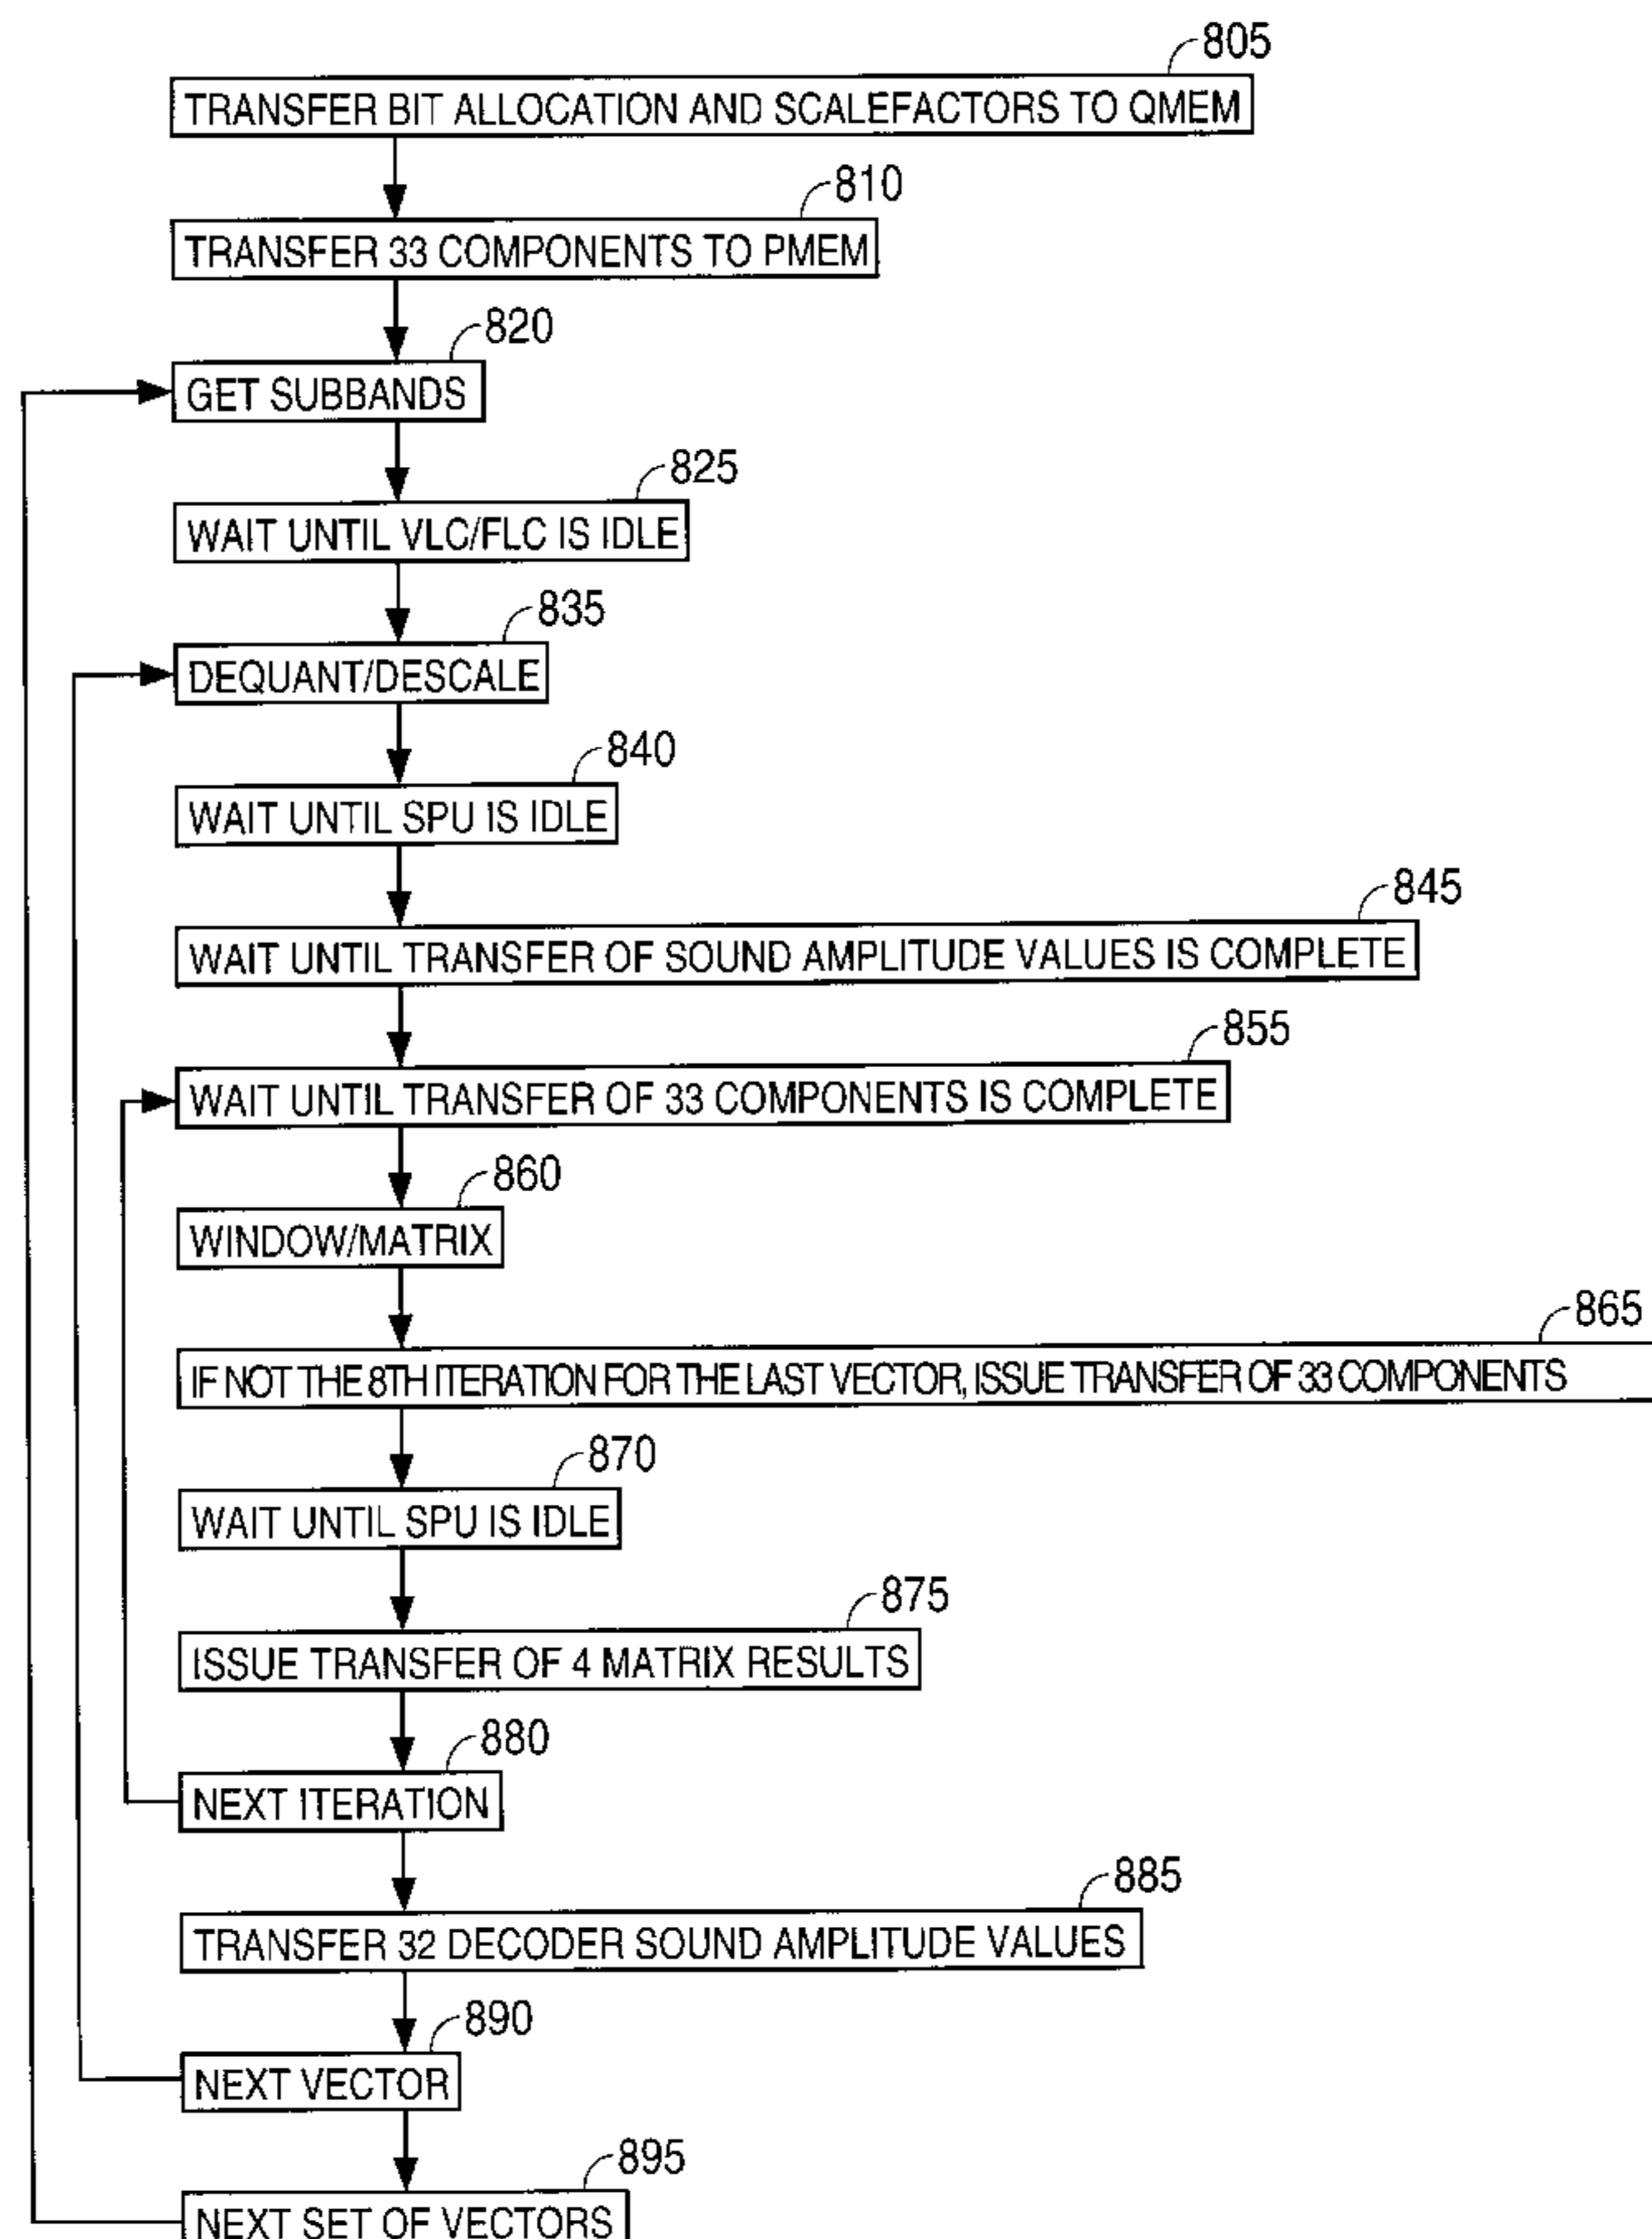 805
TRANSFER BIT ALLOCATION AND SCALEFACTORS TO QMEM
810
TRANSFER 33 COMPONENTS TO PMEM
820
GET SUBBANDS
825
WAIT UNTIL VLC/FLC IS IDLE
835
DEQUANT/DESCALE
840
WAIT UNTIL SPU IS IDLE
845
WAIT UNTIL TRANSFER OF SOUND AMPLITUDE VALUES IS COMPLETE
855
WAIT UNTIL TRANSFER OF 33 COMPONENTS IS COMPLETE
860
WINDOW/MATRIX
865
IF NOT THE 8TH ITERATION FOR THE LAST VECTOR, ISSUE TRANSFER OF 33 COMPONENTS
870
WAIT UNTIL SPU IS IDLE
875
ISSUE TRANSFER OF 4 MATRIX RESULTS
880
NEXT ITERATION
885
TRANSFER 32 DECODER SOUND AMPLITUDE VALUES
890
NEXT VECTOR
895
NEXT SET OF VECTORS